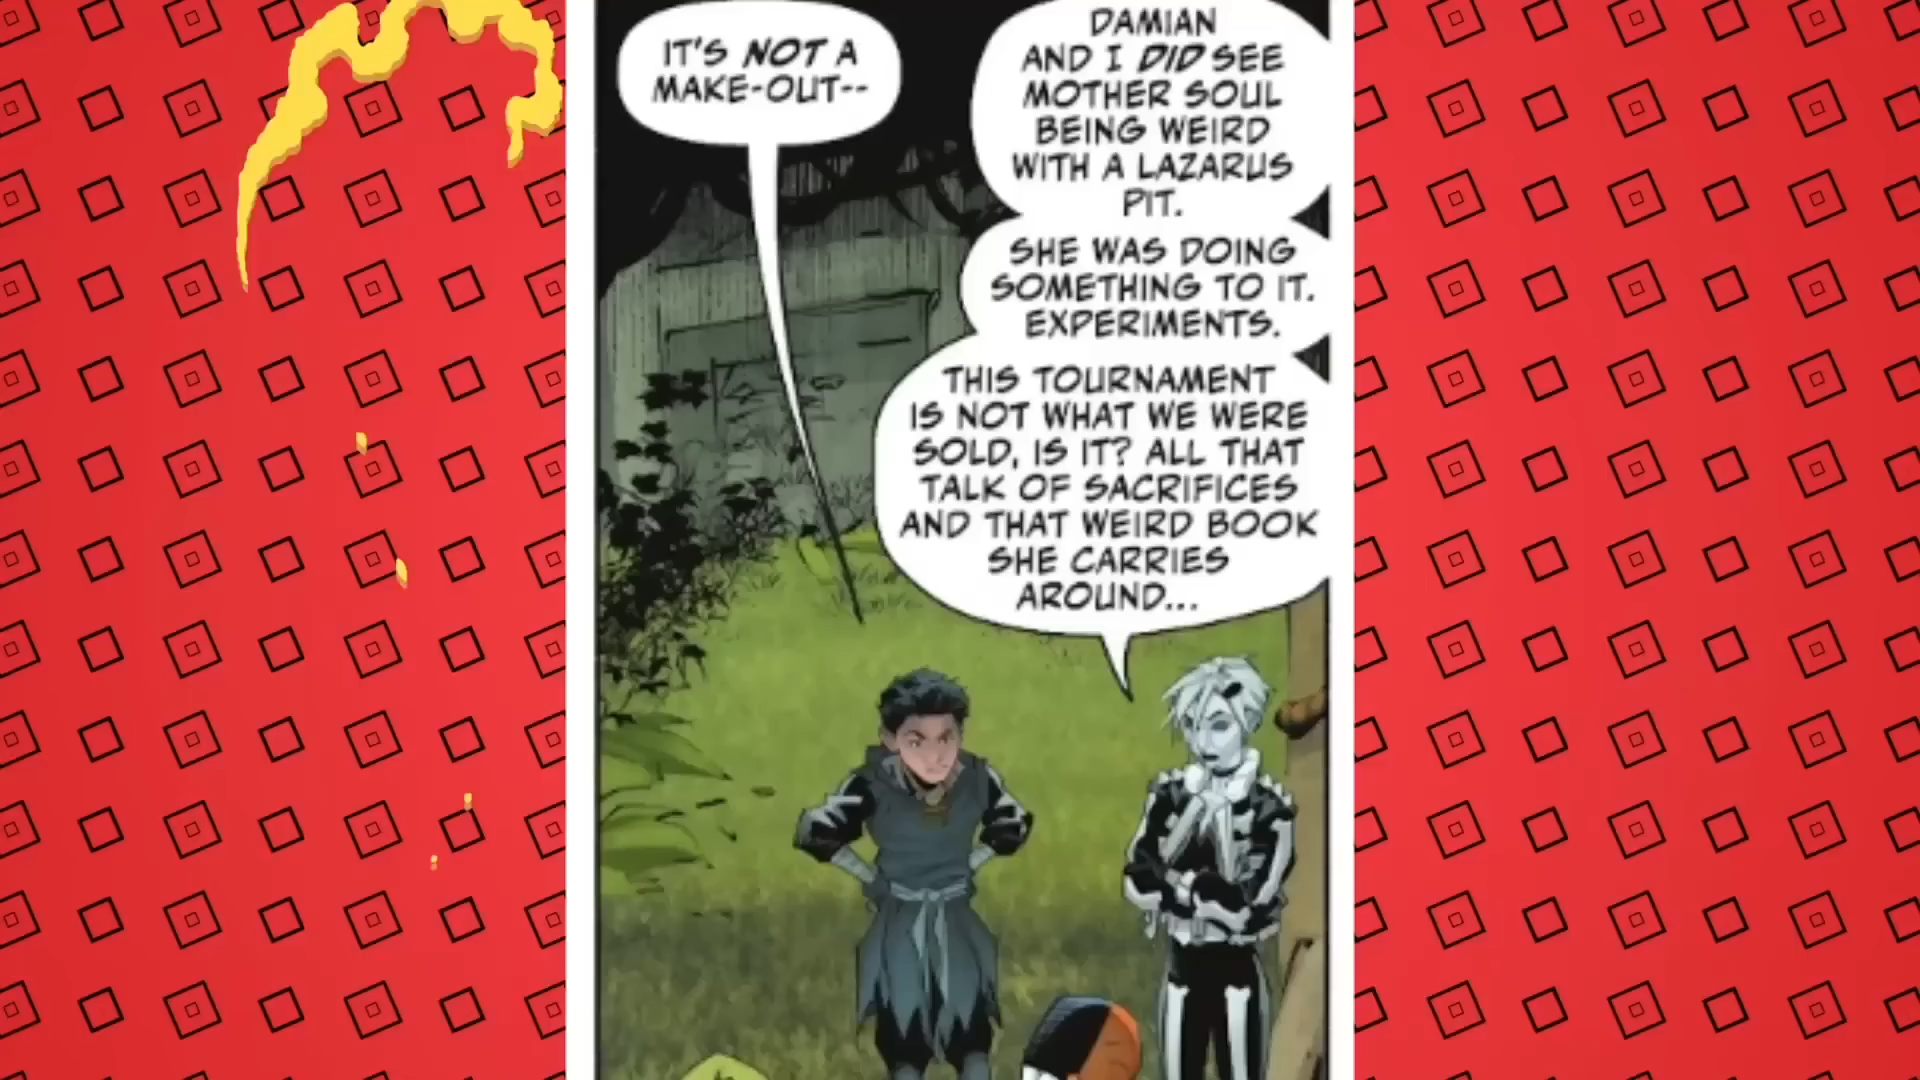 IT'S NOT A
MAKE-OUT--
DAMIAN
AND I DID SEE
MOTHER SOUL
BEING WEIRD
WITH A LAZARUS
PIT.
SHE WAS DOING
SOMETHING TO IT.
EXPERIMENTS.
THIS TOURNAMENT
IS NOT WHAT WE WERE
SOLD, IS IT? ALL THAT
TALK OF SACRIFICES
AND THAT WEIRD BOOK
SHE CARRIES
AROUND...